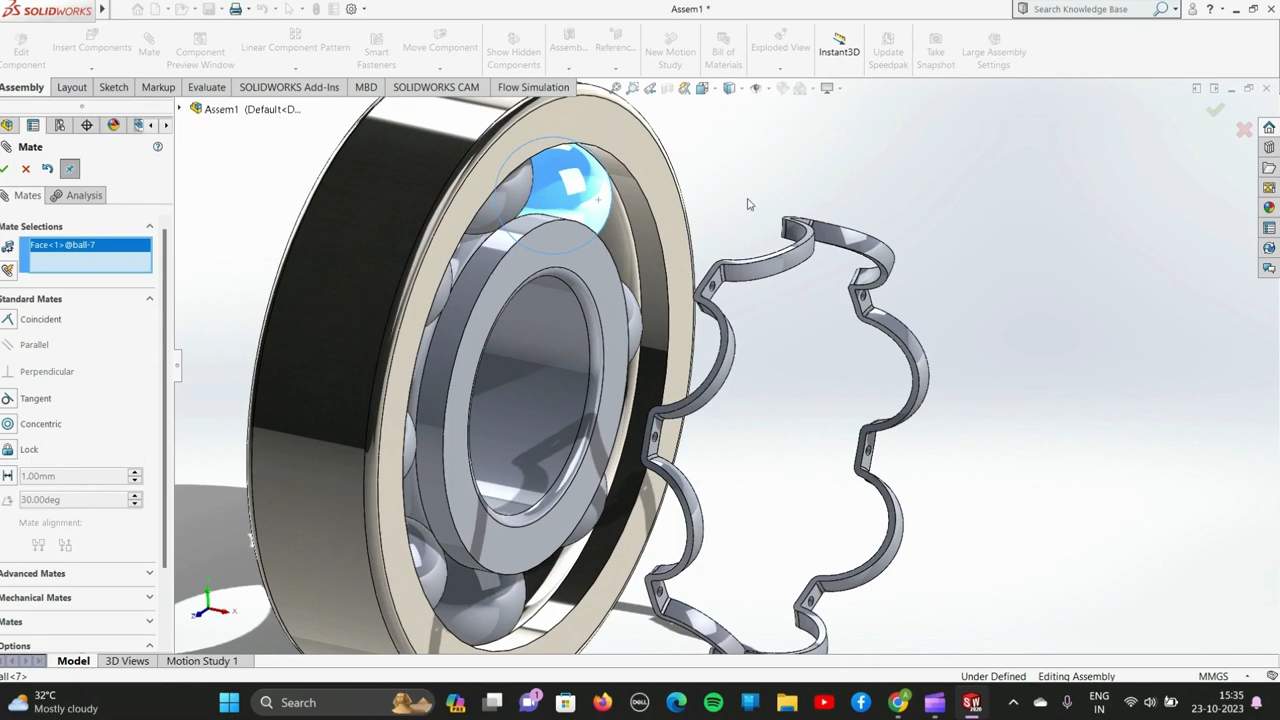 SOLIDWORKS
Assem1 *
Search Knowledge Base
Edit Component
Insert Components
Mate
Component Preview Window
Linear Component Pattern
Smart Fasteners
Move Component
Show Hidden Components
Assemb...
Referenc...
New Motion Study
Bill of Materials
Exploded View
Instant3D
Update Speedpak
Take Snapshot
Large Assembly Settings
Assembly
Layout
Sketch
Markup
Evaluate
SOLIDWORKS Add-Ins
MBD
SOLIDWORKS CAM
Flow Simulation
Assem1 (Default<D...
Mate
Mates
Analysis
Mate Selections
Face<1>@ball-7
Standard Mates
Coincident
Parallel
Perpendicular
Tangent
Concentric
Lock
1.00mm
30.00deg
Mate alignment:
Advanced Mates
Mechanical Mates
Mates
Options
Model
3D Views
Motion Study 1
all<7>
Under Defined
Editing Assembly
MMGS
32°C
Mostly cloudy
Search
ENG
IN
15:35
23-10-2023